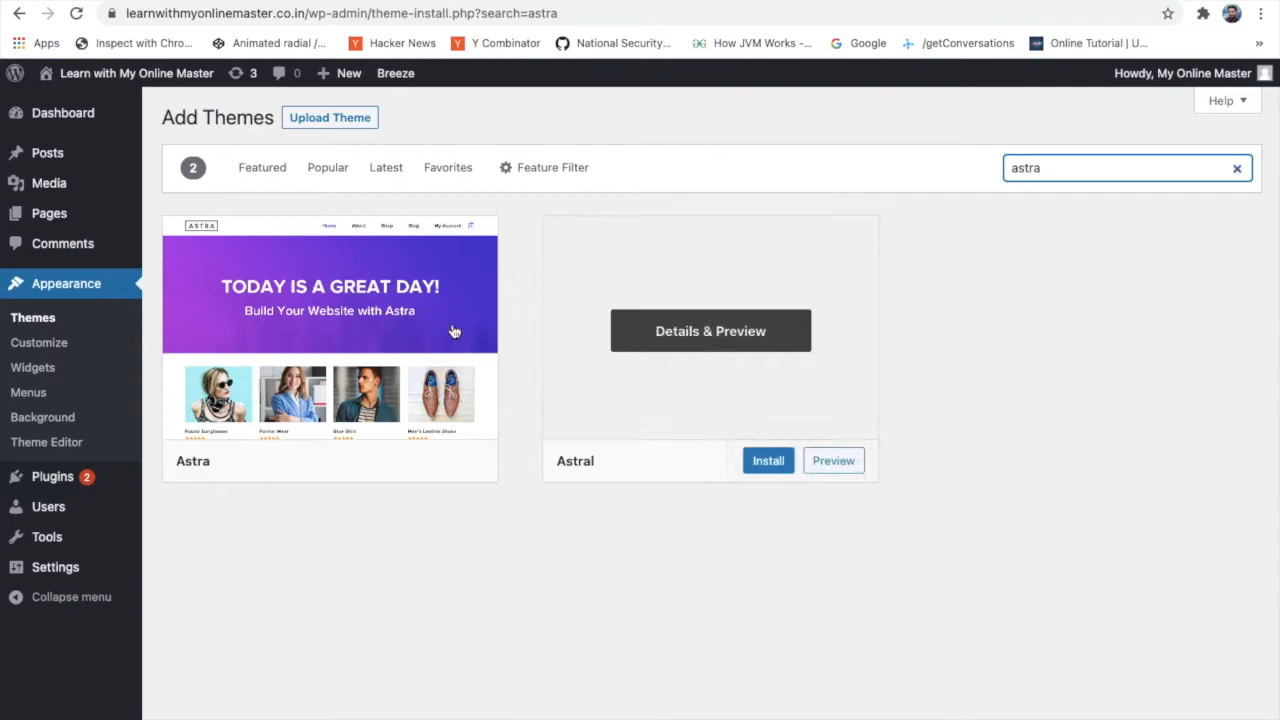 learnwithmyonlinemaster.co.in/wp-admin/theme-install.php?search=astra
Apps Inspect with Chro... Animated radial /... Hacker News Y Combinator National Security... How JVM Works -... Google /getConversations Online Tutorial | U... »
Learn with My Online Master 3 0 New Breeze Howdy, My Online Master
Dashboard
Posts
Media
Pages
Comments
Appearance
Themes
Customize
Widgets
Menus
Background
Theme Editor
Plugins 2
Users
Tools
Settings
Collapse menu
Help
Add Themes Upload Theme
2 Featured Popular Latest Favorites Feature Filter astra
ASTRA Home About Shop Blog My Account
TODAY IS A GREAT DAY!
Build Your Website with Astra
Round Sunglasses Formal Wear Blue Shirt Men's Leather Shoes
Astra
Details & Preview
Astral Install Preview